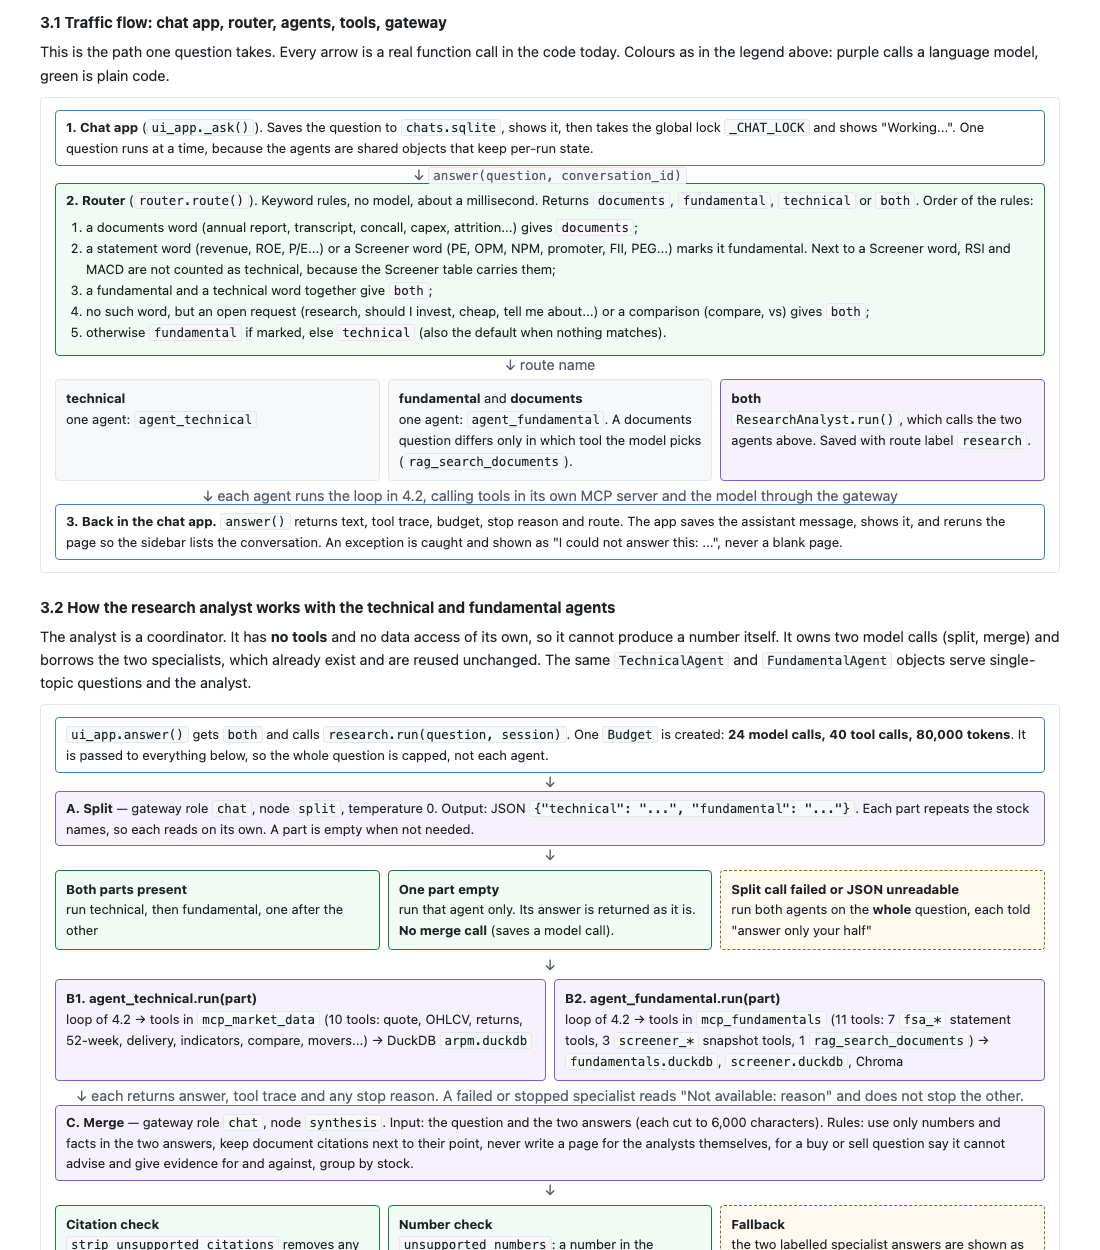 3.1 Traffic flow: chat app, router, agents, tools, gateway
This is the path one question takes. Every arrow is a real function call in the code today. Colours as in the legend above: purple calls a language model,
green is plain code.
1. Chat app ( ui_app._ask() ). Saves the question to chats.sqlite , shows it, then takes the global lock _CHAT_LOCK and shows "Working...". One
question runs at a time, because the agents are shared objects that keep per-run state.
↓ answer(question, conversation_id)
2. Router ( router.route() ). Keyword rules, no model, about a millisecond. Returns documents , fundamental , technical or both . Order of the rules:
1. a documents word (annual report, transcript, concall, capex, attrition...) gives documents ;
2. a statement word (revenue, ROE, P/E...) or a Screener word (PE, OPM, NPM, promoter, FII, PEG...) marks it fundamental. Next to a Screener word, RSI and
MACD are not counted as technical, because the Screener table carries them;
3. a fundamental and a technical word together give both ;
4. no such word, but an open request (research, should I invest, cheap, tell me about...) or a comparison (compare, vs) gives both ;
5. otherwise fundamental if marked, else technical (also the default when nothing matches).
↓ route name
technical
one agent: agent_technical
fundamental and documents
one agent: agent_fundamental . A documents
question differs only in which tool the model picks
( rag_search_documents ).
both
ResearchAnalyst.run() , which calls the two
agents above. Saved with route label research .
↓ each agent runs the loop in 4.2, calling tools in its own MCP server and the model through the gateway
3. Back in the chat app. answer() returns text, tool trace, budget, stop reason and route. The app saves the assistant message, shows it, and reruns the
page so the sidebar lists the conversation. An exception is caught and shown as "I could not answer this: ...", never a blank page.
3.2 How the research analyst works with the technical and fundamental agents
The analyst is a coordinator. It has no tools and no data access of its own, so it cannot produce a number itself. It owns two model calls (split, merge) and
borrows the two specialists, which already exist and are reused unchanged. The same TechnicalAgent and FundamentalAgent objects serve single-
topic questions and the analyst.
ui_app.answer() gets both and calls research.run(question, session) . One Budget is created: 24 model calls, 40 tool calls, 80,000 tokens. It
is passed to everything below, so the whole question is capped, not each agent.
↓
A. Split — gateway role chat , node split , temperature 0. Output: JSON {"technical": "...", "fundamental": "..."} . Each part repeats the stock
names, so each reads on its own. A part is empty when not needed.
↓
Both parts present
run technical, then fundamental, one after the
other
One part empty
run that agent only. Its answer is returned as it is.
No merge call (saves a model call).
Split call failed or JSON unreadable
run both agents on the whole question, each told
"answer only your half"
↓
B1. agent_technical.run(part)
loop of 4.2 → tools in mcp_market_data (10 tools: quote, OHLCV, returns,
52-week, delivery, indicators, compare, movers...) → DuckDB arpm.duckdb
B2. agent_fundamental.run(part)
loop of 4.2 → tools in mcp_fundamentals (11 tools: 7 fsa_* statement
tools, 3 screener_* snapshot tools, 1 rag_search_documents ) →
fundamentals.duckdb , screener.duckdb , Chroma
↓ each returns answer, tool trace and any stop reason. A failed or stopped specialist reads "Not available: reason" and does not stop the other.
C. Merge — gateway role chat , node synthesis . Input: the question and the two answers (each cut to 6,000 characters). Rules: use only numbers and
facts in the two answers, keep document citations next to their point, never write a page for the analysts themselves, for a buy or sell question say it cannot
advise and give evidence for and against, group by stock.
↓
Citation check
strip_unsupported_citations removes any
Number check
unsupported_numbers : a number in the
Fallback
the two labelled specialist answers are shown as